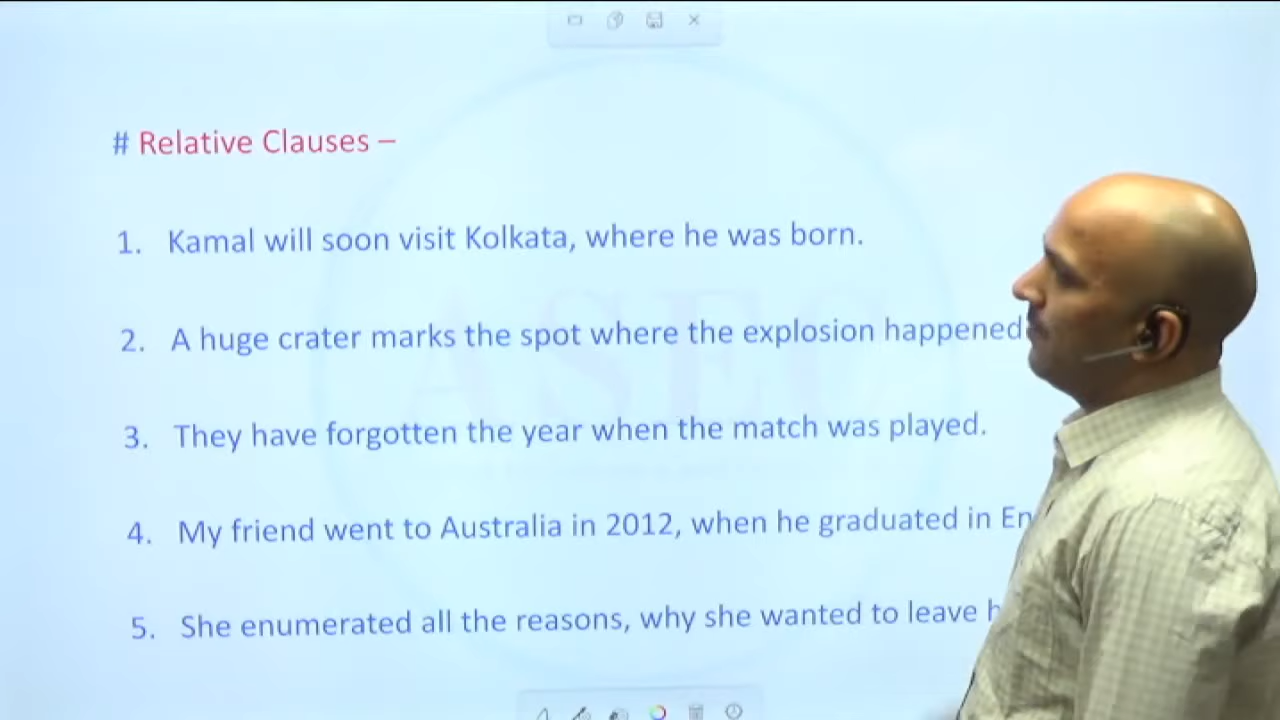 # Relative Clauses –
1. Kamal will soon visit Kolkata, where he was born.
2. A huge crater marks the spot where the explosion happened.
3. They have forgotten the year when the match was played.
4. My friend went to Australia in 2012, when he graduated in
5. She enumerated all the reasons, why she wanted to leave
ASEC